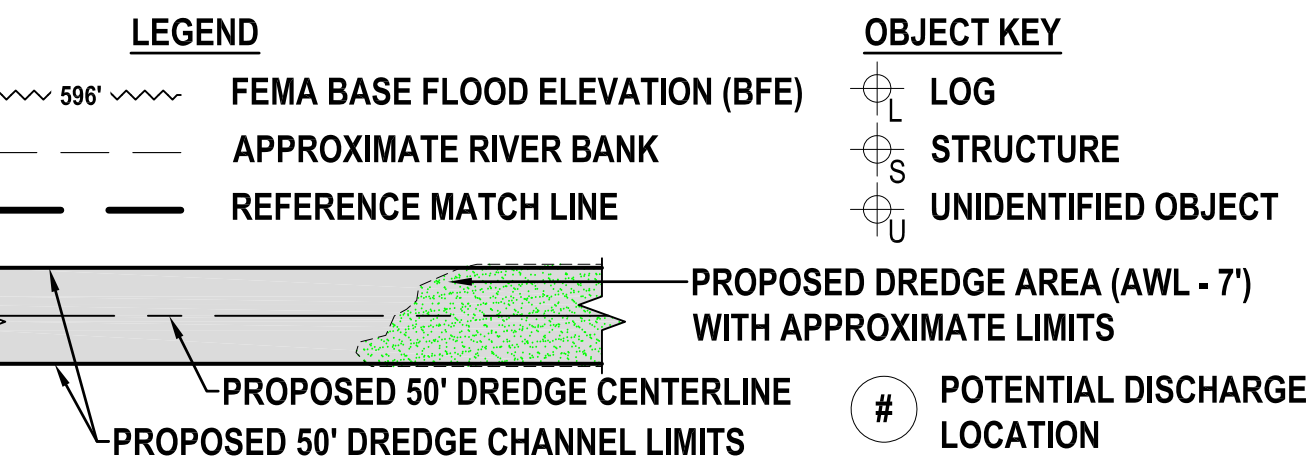 LEGEND
596'
FEMA BASE FLOOD ELEVATION (BFE)
APPROXIMATE RIVER BANK
REFERENCE MATCH LINE
OBJECT KEY
L LOG
S STRUCTURE
U UNIDENTIFIED OBJECT
PROPOSED DREDGE AREA (AWL - 7')
WITH APPROXIMATE LIMITS
PROPOSED 50' DREDGE CENTERLINE
PROPOSED 50' DREDGE CHANNEL LIMITS
# POTENTIAL DISCHARGE
LOCATION